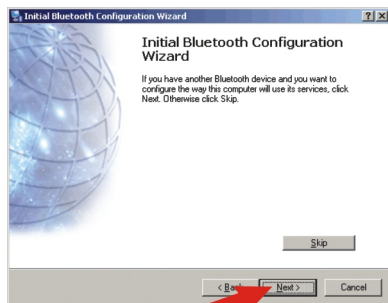 Initial Bluetooth Configuration Wizard
Initial Bluetooth Configuration
Wizard
If you have another Bluetooth device and you want to
configure the way this computer will use its services, click
Next. Otherwise click Skip.
Skip
< Back Next > Cancel